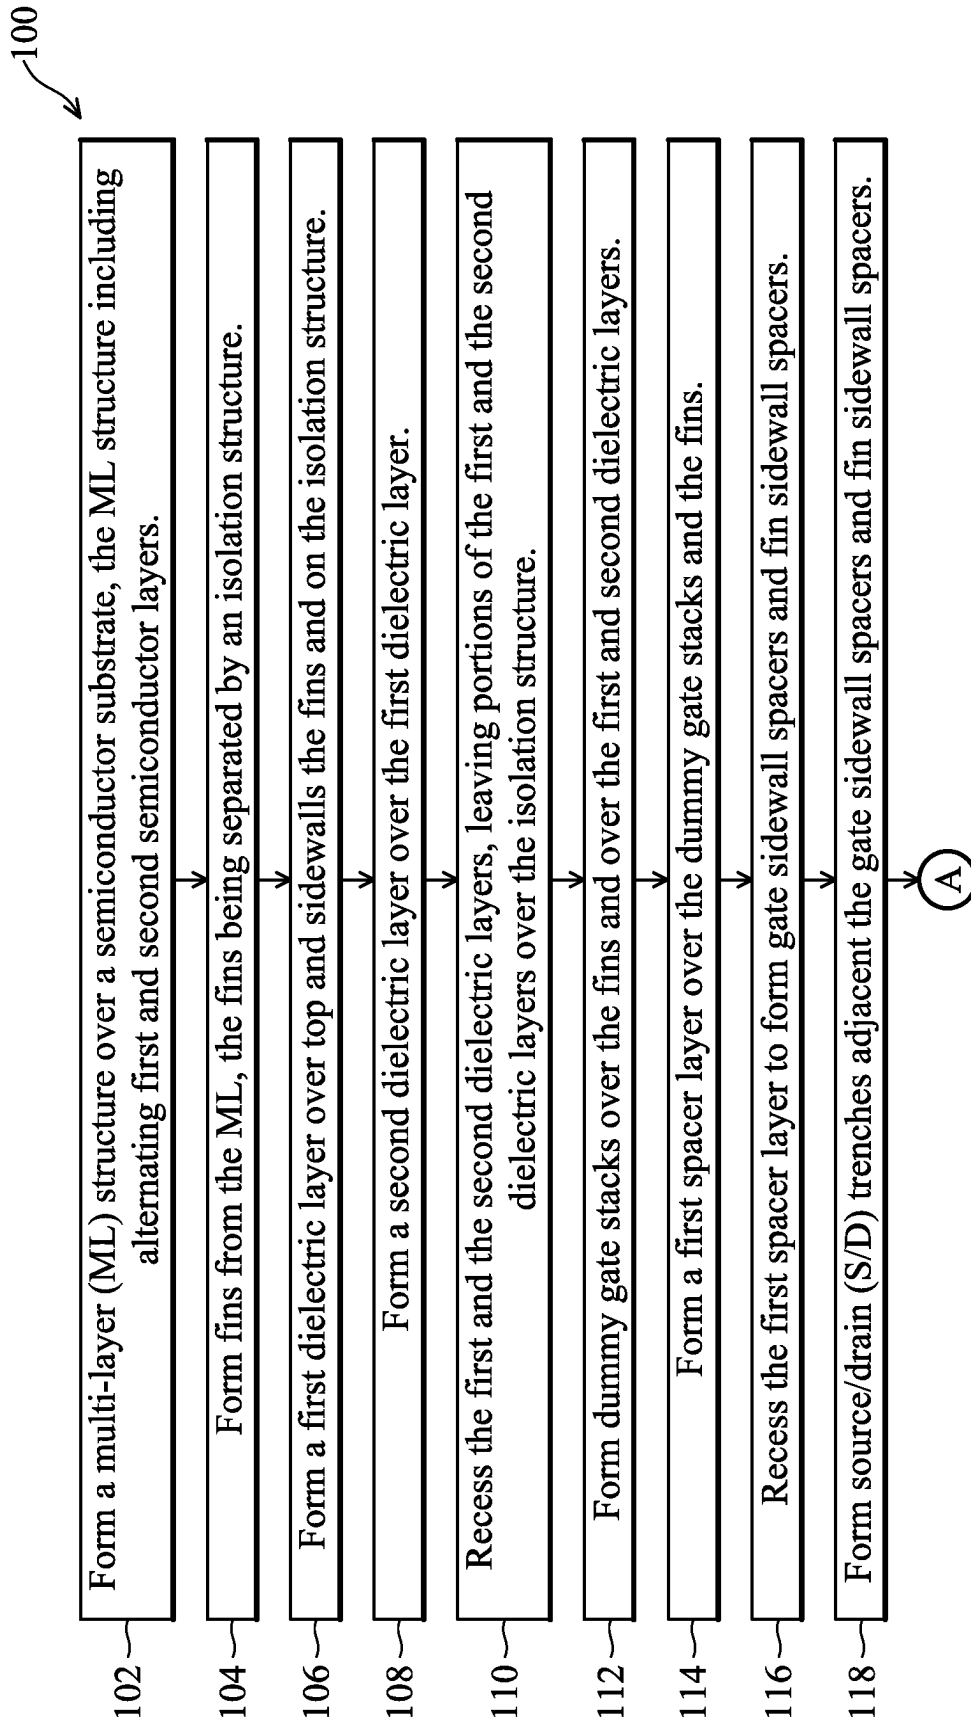 100
102
Form a multi-layer (ML) structure over a semiconductor substrate, the ML structure including
alternating first and second semiconductor layers.
104
Form fins from the ML, the fins being separated by an isolation structure.
106
Form a first dielectric layer over top and sidewalls the fins and on the isolation structure.
108
Form a second dielectric layer over the first dielectric layer.
110
Recess the first and the second dielectric layers, leaving portions of the first and the second
dielectric layers over the isolation structure.
112
Form dummy gate stacks over the fins and over the first and second dielectric layers.
114
Form a first spacer layer over the dummy gate stacks and the fins.
116
Recess the first spacer layer to form gate sidewall spacers and fin sidewall spacers.
118
Form source/drain (S/D) trenches adjacent the gate sidewall spacers and fin sidewall spacers.
A